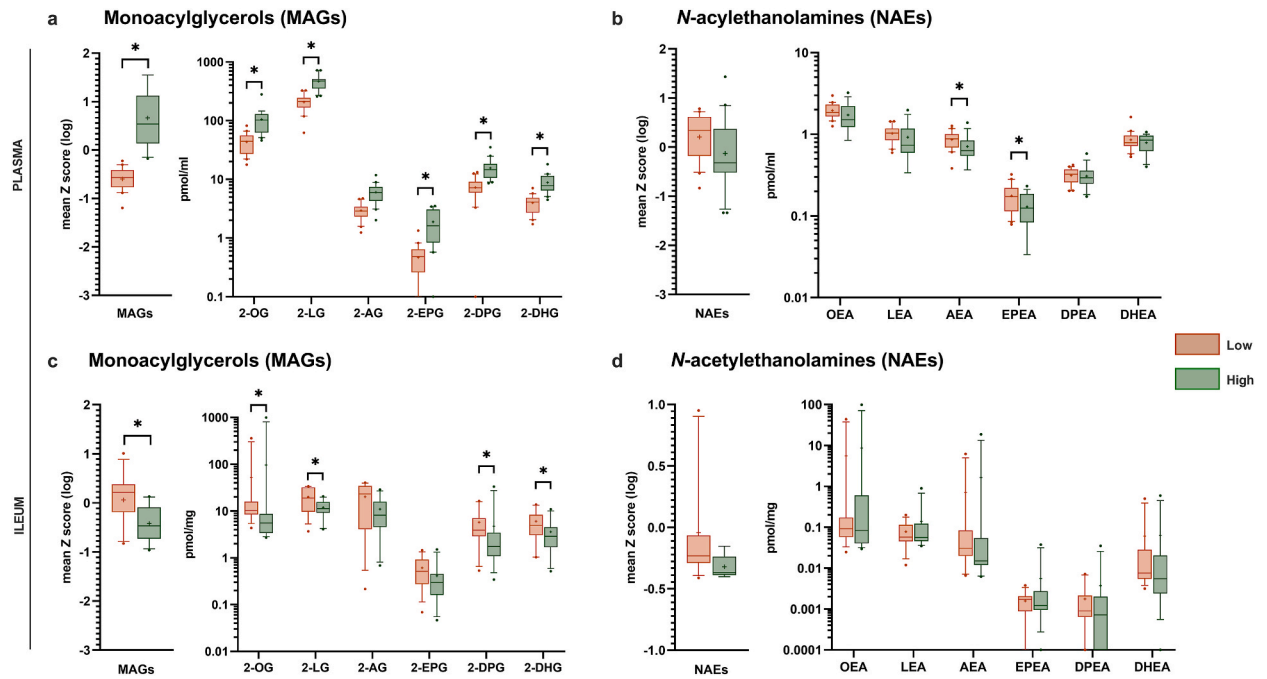 a Monoacylglycerols (MAGs)
b N-acylethanolamines (NAEs)
PLASMA
mean Z score (log)
2
1
0
-1
-2
-3
MAGs
*
pmol/ml
1000
100
10
1
0.1
* * * * *
2-OG 2-LG 2-AG 2-EPG 2-DPG 2-DHG
mean Z score (log)
2
1
0
-1
-2
-3
NAEs
pmol/ml
10
1
0.1
0.01
* *
OEA LEA AEA EPEA DPEA DHEA
Low
High
c Monoacylglycerols (MAGs)
d N-acetylethanolamines (NAEs)
ILEUM
mean Z score (log)
2
1
0
-1
-2
-3
MAGs
*
pmol/mg
1000
100
10
1
0.1
0.01
* * * *
2-OG 2-LG 2-AG 2-EPG 2-DPG 2-DHG
mean Z score (log)
1.0
0.5
-0.0
-0.5
-1.0
NAEs
pmol/mg
100
10
1
0.1
0.01
0.001
0.0001
OEA LEA AEA EPEA DPEA DHEA